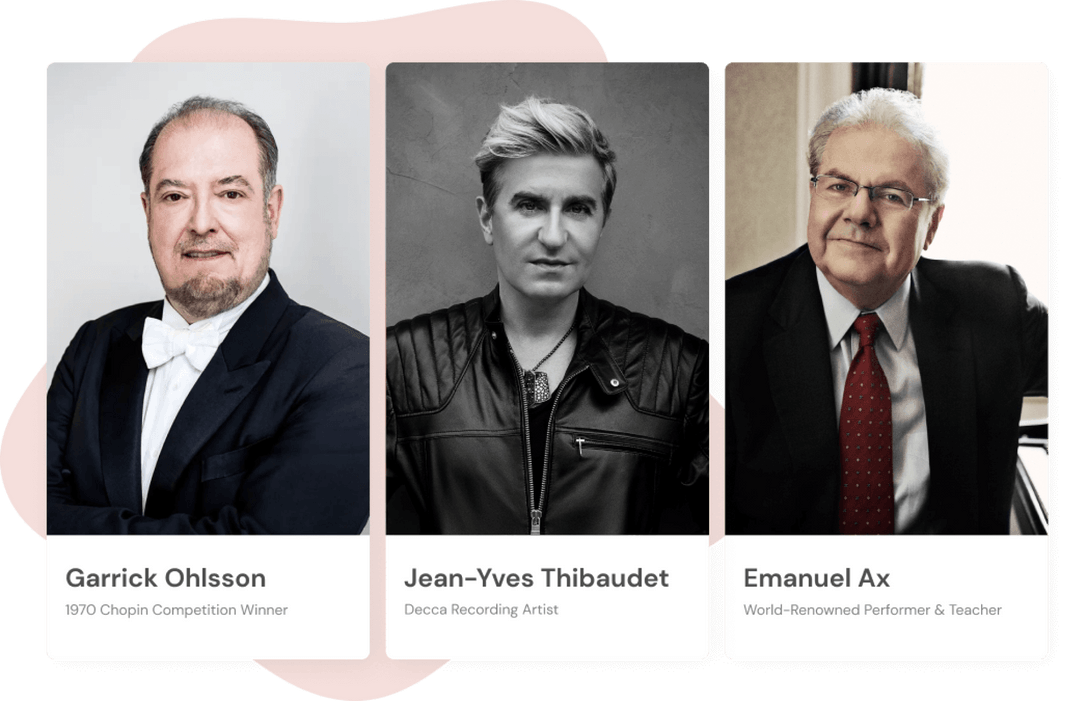 Garrick Ohlsson
1970 Chopin Competition Winner
Jean-Yves Thibaudet
Decca Recording Artist
Emanuel Ax
World-Renowned Performer & Teacher